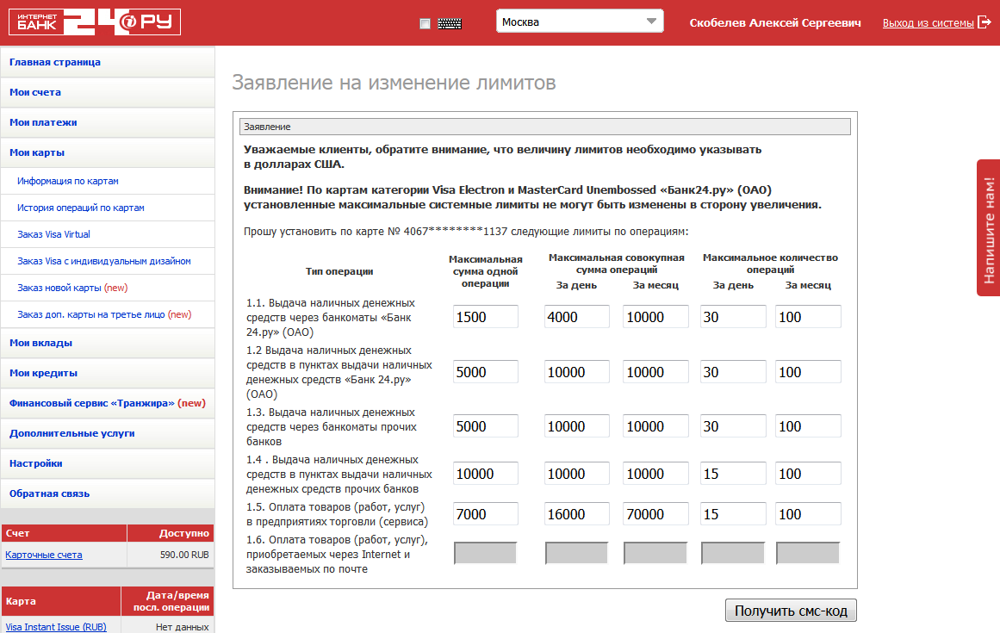 ИНТЕРНЕТ
БАНК 24.РУ
Москва
Скобелев Алексей Сергеевич
Выход из системы
Главная страница
Мои счета
Мои платежи
Мои карты
Информация по картам
История операций по картам
Заказ Visa Virtual
Заказ Visa с индивидуальным дизайном
Заказ новой карты (new)
Заказ доп. карты на третье лицо (new)
Мои вклады
Мои кредиты
Финансовый сервис «Транжира» (new)
Дополнительные услуги
Настройки
Обратная связь
Счет Доступно
Карточные счета 590.00 RUB
Карта Дата/время
посл. операции
Visa Instant Issue (RUB) Нет данных
Заявление на изменение лимитов
Заявление
Уважаемые клиенты, обратите внимание, что величину лимитов необходимо указывать
в долларах США.
Внимание! По картам категории Visa Electron и MasterCard Unembossed «Банк24.ру» (ОАО)
установленные максимальные системные лимиты не могут быть изменены в сторону увеличения.
Прошу установить по карте № 4067********1137 следующие лимиты по операциям:
Тип операции
Максимальная
сумма одной
операции
Максимальная совокупная
сумма операций
За день За месяц
Максимальное количество
операций
За день За месяц
1.1. Выдача наличных денежных
средств через банкоматы «Банк
24.ру» (ОАО)
1500 4000 10000 30 100
1.2 Выдача наличных денежных
средств в пунктах выдачи наличных
денежных средств «Банк 24.ру»
(ОАО)
5000 10000 10000 30 100
1.3. Выдача наличных денежных
средств через банкоматы прочих
банков
5000 10000 10000 30 100
1.4 . Выдача наличных денежных
средств в пунктах выдачи наличных
денежных средств прочих банков
10000 10000 10000 15 100
1.5. Оплата товаров (работ, услуг)
в предприятиях торговли (сервиса)
7000 16000 70000 15 100
1.6. Оплата товаров (работ, услуг),
приобретаемых через Internet и
заказываемых по почте
Получить смс-код
Напишите нам!